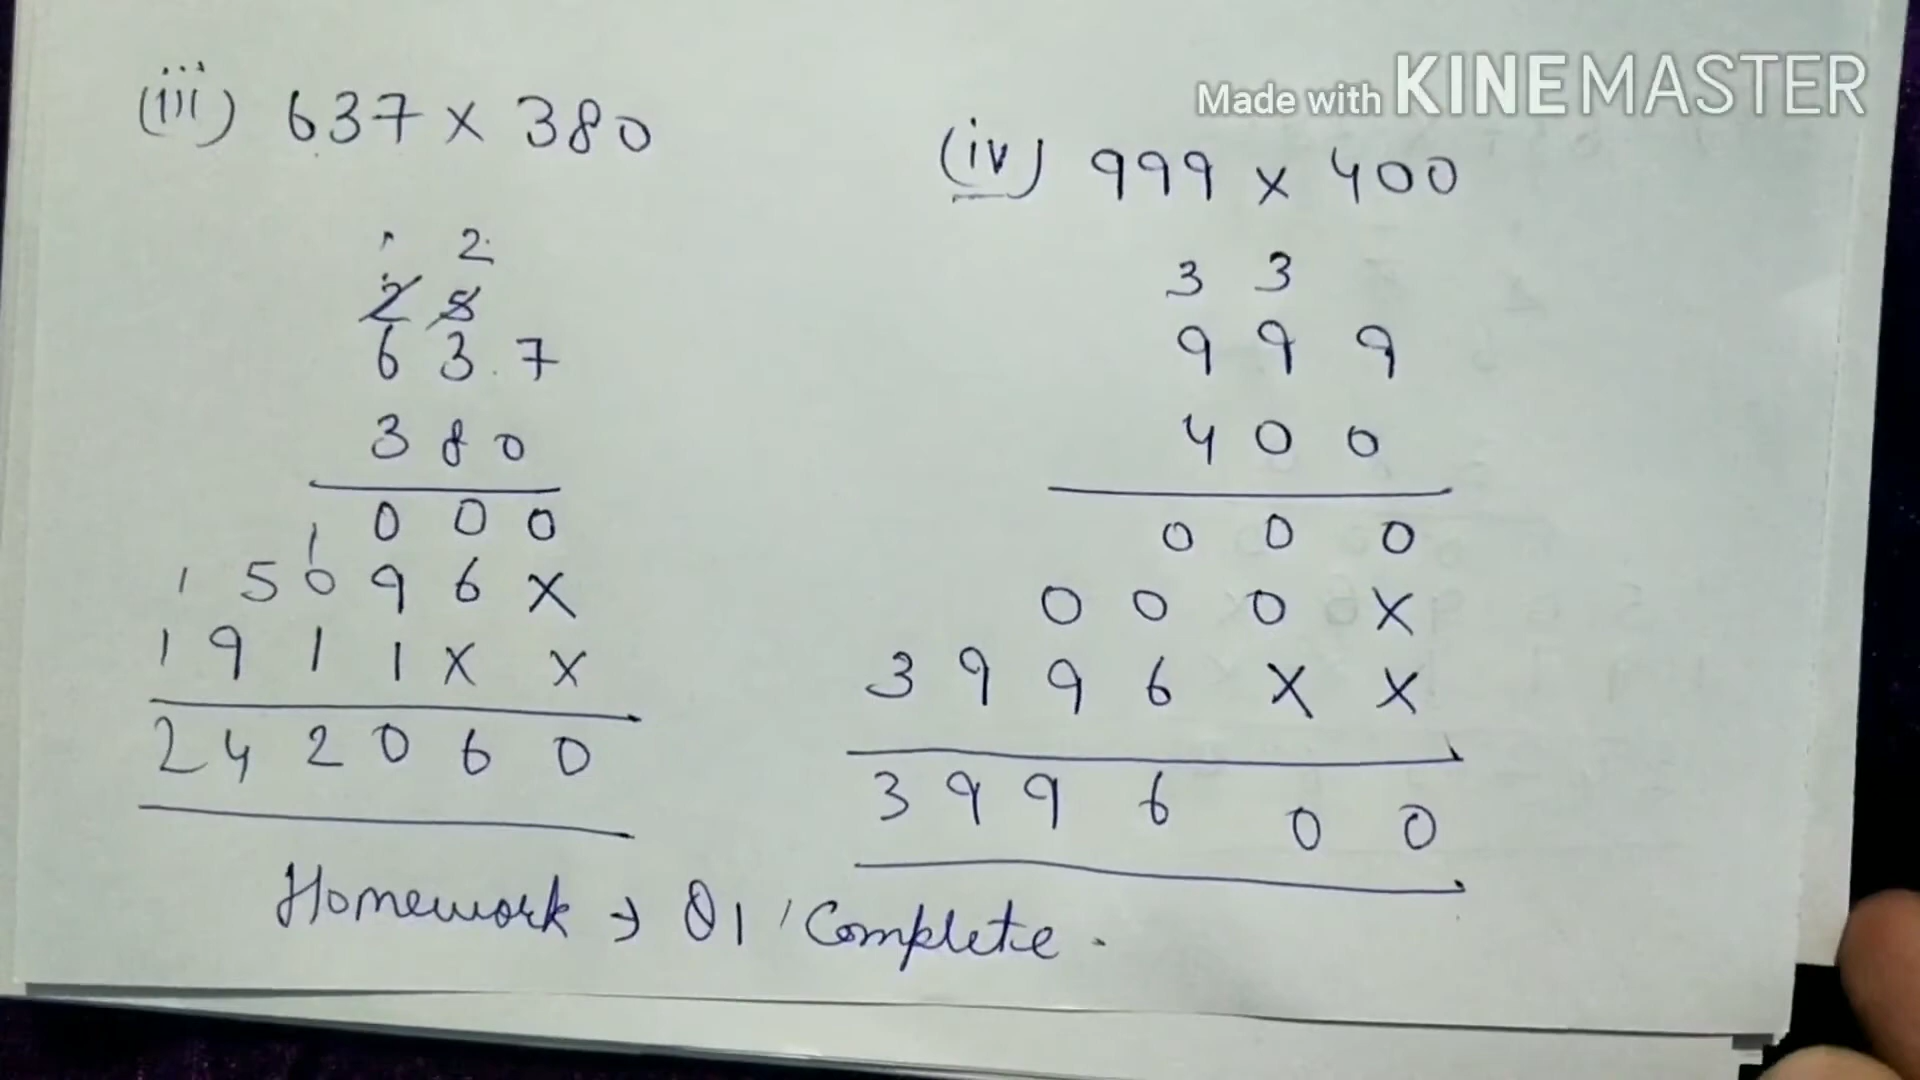 Made with KINEMASTER
(iii) 637 x 380
2
2 5
6 3 7
3 8 0
0 0 0
1
1 5 0 9 6 x
1 9 1 1 x x
2 4 2 0 6 0
(iv) 999 x 400
3 3
9 9 9
4 0 0
0 0 0
0 0 0 x
3 9 9 6 x x
3 9 9 6 0 0
Homework → Q1 Complete.